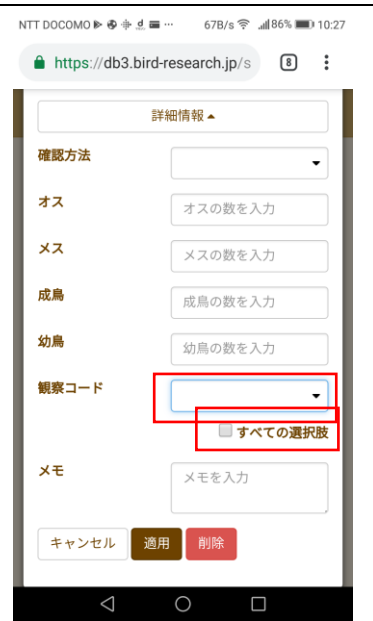 NTT DOCOMO ··· 67B/s 86% 10:27
https://db3.bird-research.jp/s 8
詳細情報▲
確認方法
オス オスの数を入力
メス メスの数を入力
成鳥 成鳥の数を入力
幼鳥 幼鳥の数を入力
観察コード
すべての選択肢
メモ メモを入力
キャンセル 適用 削除